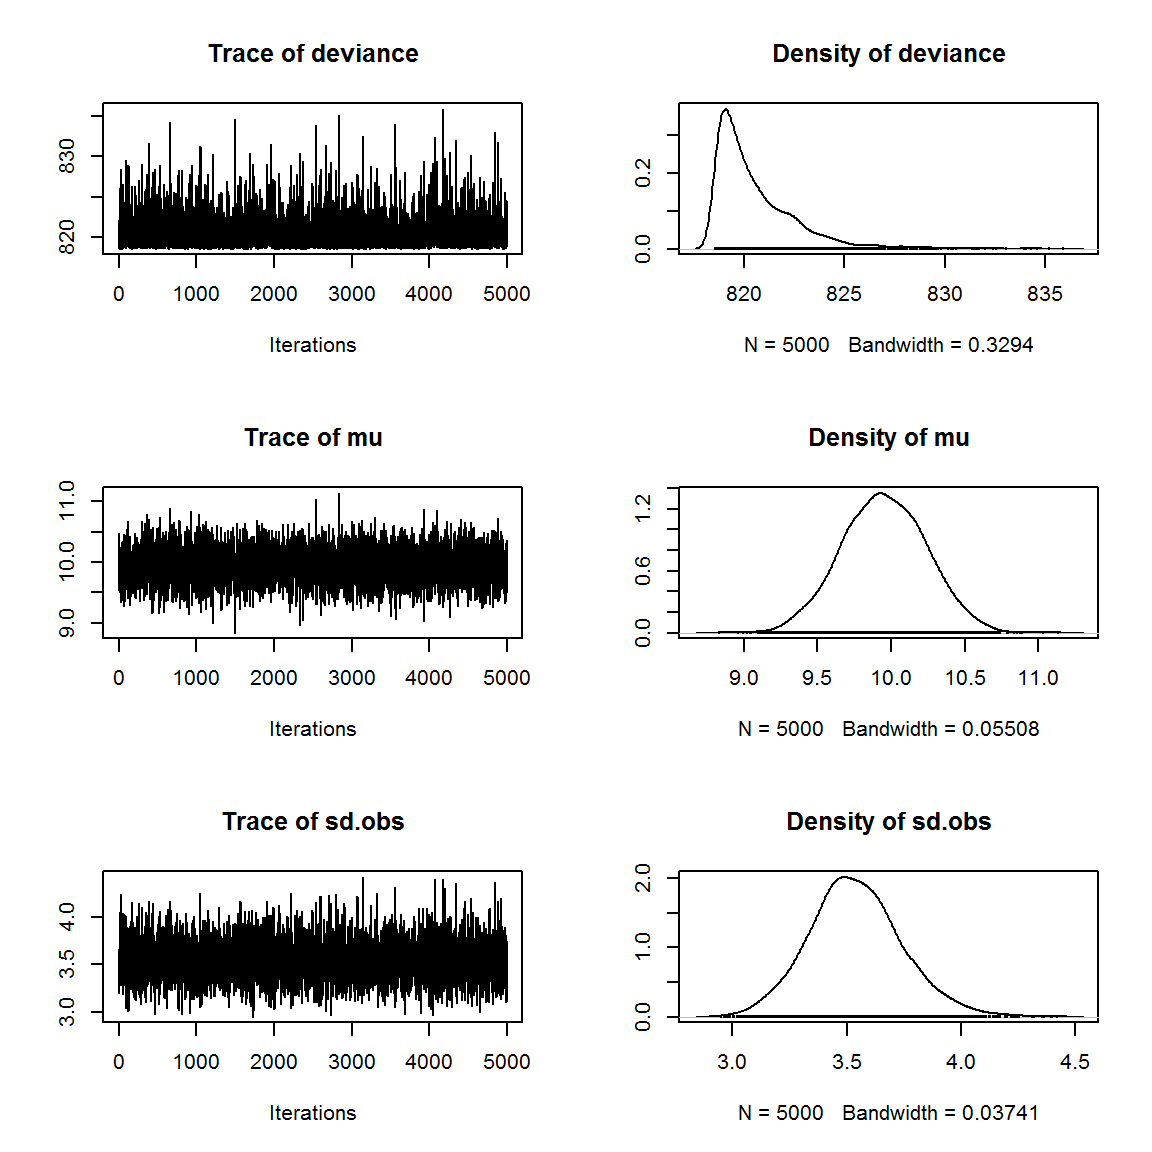 Trace of deviance
830
820
0 1000 2000 3000 4000 5000
Iterations
Density of deviance
0.2
0.0
820 825 830 835
N = 5000 Bandwidth = 0.3294
Trace of mu
11.0
10.0
9.0
0 1000 2000 3000 4000 5000
Iterations
Density of mu
1.2
0.6
0.0
9.0 9.5 10.0 10.5 11.0
N = 5000 Bandwidth = 0.05508
Trace of sd.obs
4.0
3.5
3.0
0 1000 2000 3000 4000 5000
Iterations
Density of sd.obs
2.0
1.0
0.0
3.0 3.5 4.0 4.5
N = 5000 Bandwidth = 0.03741